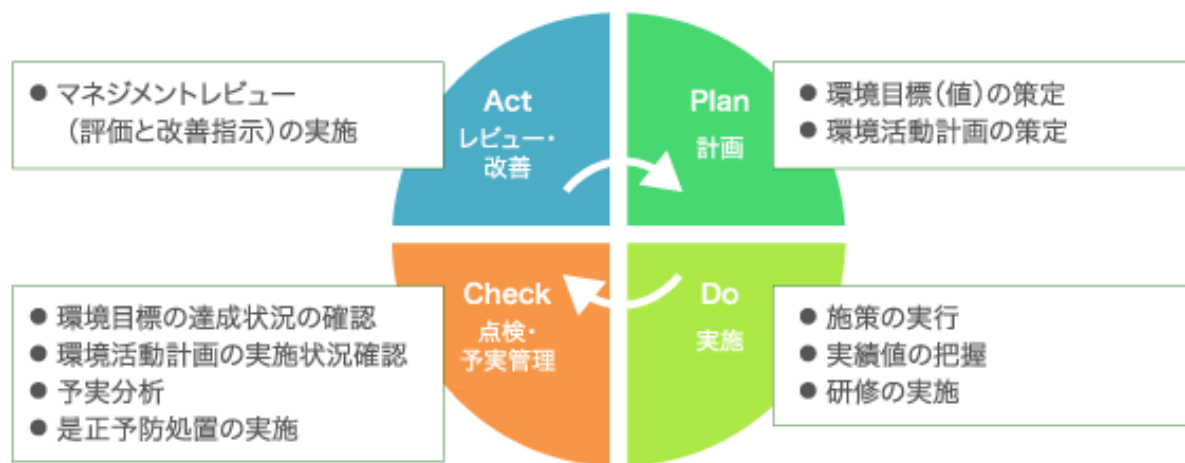 Act
レビュー・
改善
● マネジメントレビュー
（評価と改善指示）の実施
Plan
計画
● 環境目標（値）の策定
● 環境活動計画の策定
Check
点検・
予実管理
● 環境目標の達成状況の確認
● 環境活動計画の実施状況確認
● 予実分析
● 是正予防処置の実施
Do
実施
● 施策の実行
● 実績値の把握
● 研修の実施